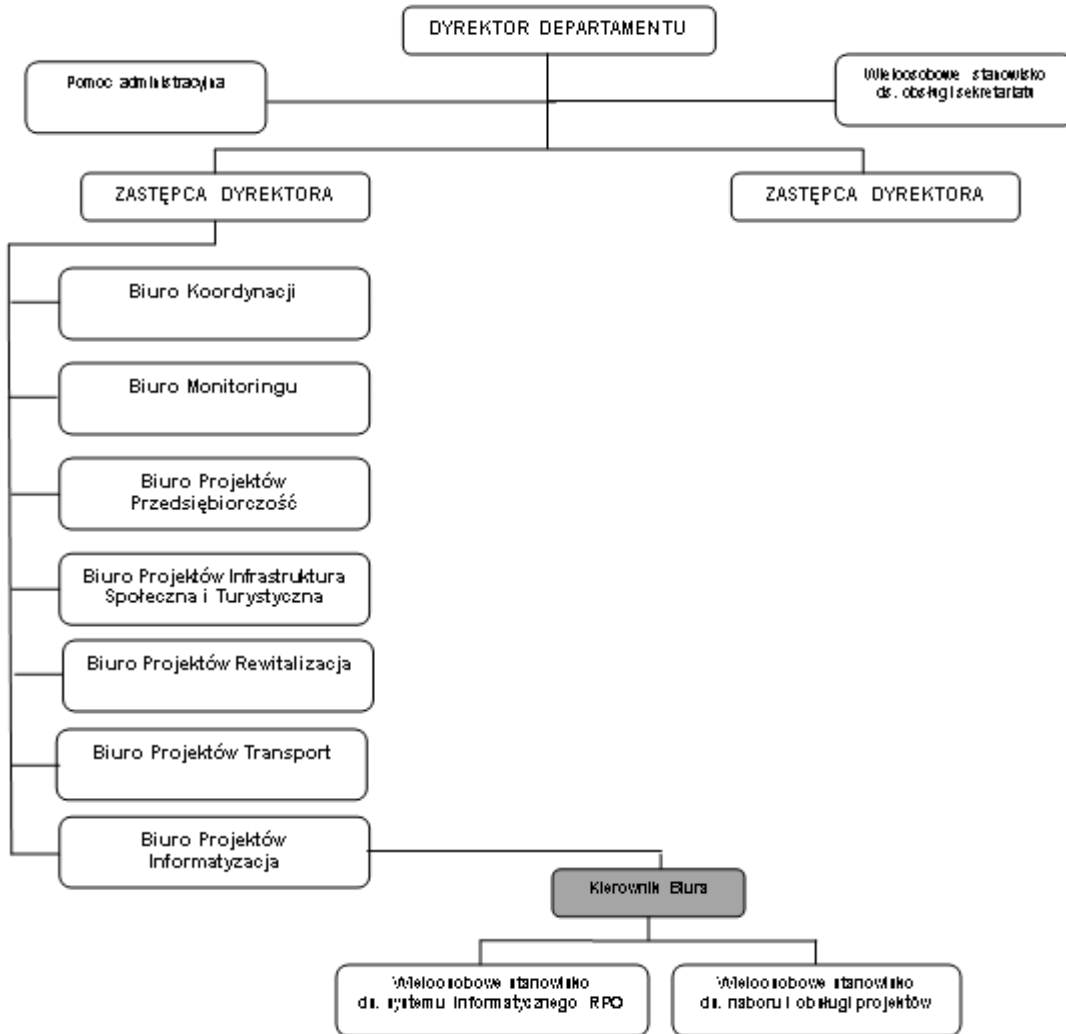 DYREKTOR DEPARTAMENTU
Pomoc administracyjna
Wieloosobowe stanowisko
ds. obsługi sekretariatu
ZASTĘPCA DYREKTORA
ZASTĘPCA DYREKTORA
Biuro Koordynacji
Biuro Monitoringu
Biuro Projektów
Przedsiębiorczość
Biuro Projektów Infrastruktura
Społeczna i Turystyczna
Biuro Projektów Rewitalizacja
Biuro Projektów Transport
Biuro Projektów
Informatyzacja
Kierownik Biura
Wieloosobowe stanowisko
ds. systemu informatycznego RPO
Wieloosobowe stanowisko
ds. naboru i obsługi projektów